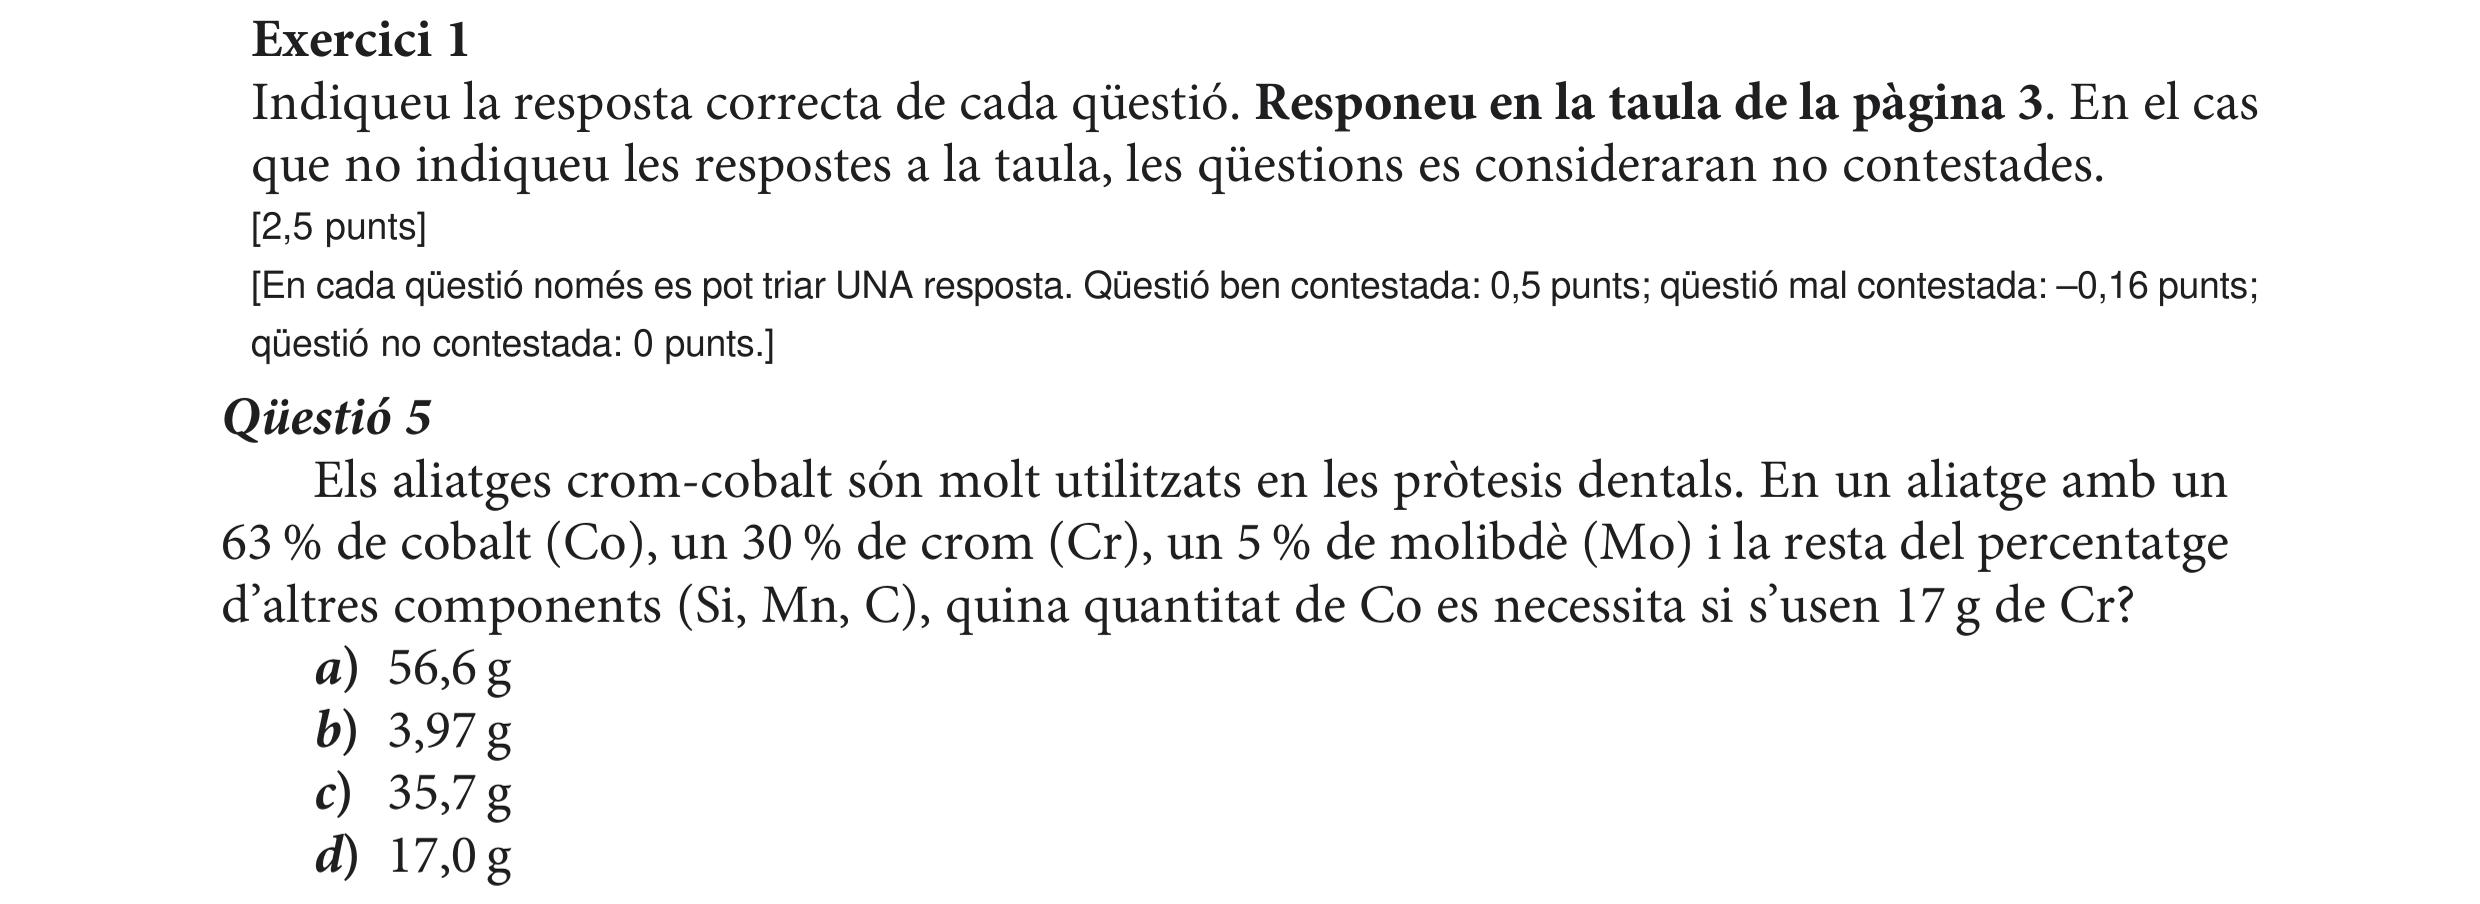 Exercici 1
Indiqueu la resposta correcta de cada qüestió. Responeu en la taula de la pàgina 3. En el cas
que no indiqueu les respostes a la taula, les qüestions es consideraran no contestades.
[2,5 punts]
[En cada qüestió només es pot triar UNA resposta. Qüestió ben contestada: 0,5 punts; qüestió mal contestada: –0,16 punts;
qüestió no contestada: 0 punts.]
Qüestió 5
Els aliatges crom-cobalt són molt utilitzats en les pròtesis dentals. En un aliatge amb un
63 % de cobalt (Co), un 30 % de crom (Cr), un 5 % de molibdè (Mo) i la resta del percentatge
d’altres components (Si, Mn, C), quina quantitat de Co es necessita si s’usen 17 g de Cr?
a) 56,6 g
b) 3,97 g
c) 35,7 g
d) 17,0 g